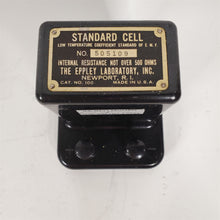 STANDARD CELL
LOW TEMPERATURE COEFFICIENT STANDARD OF E.M.F.
NO. 505109
INTERNAL RESISTANCE NOT OVER 500 OHMS
THE EPPLEY LABORATORY, INC.
NEWPORT, R.I.
CAT. NO. 100 MADE IN U.S.A.